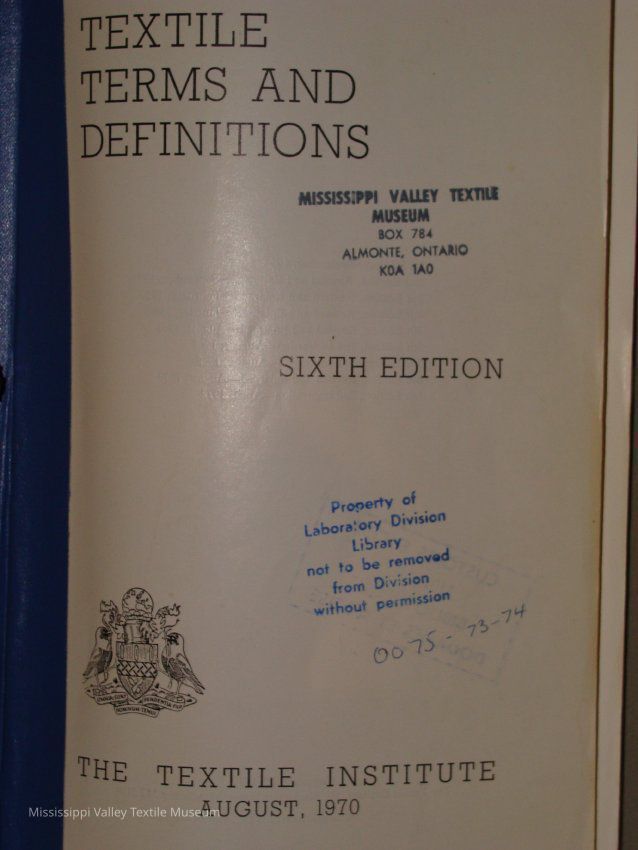 TEXTILE
TERMS AND
DEFINITIONS
MISSISSIPPI VALLEY TEXTILE
MUSEUM
BOX 784
ALMONTE, ONTARIO
K0A 1A0
SIXTH EDITION
Property of
Laboratory Division
Library
not to be removed
from Division
without permission
0075-73-74
THE TEXTILE INSTITUTE
AUGUST, 1970
Mississippi Valley Textile Museum